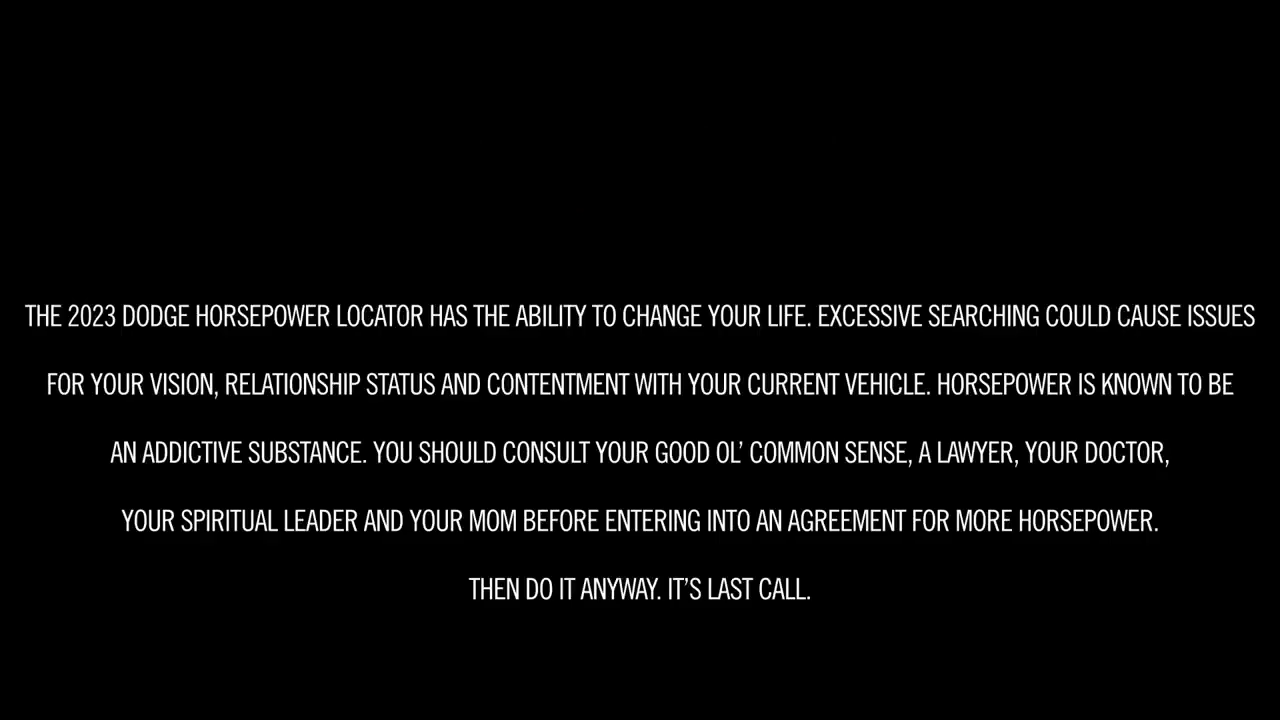 THE 2023 DODGE HORSEPOWER LOCATOR HAS THE ABILITY TO CHANGE YOUR LIFE. EXCESSIVE SEARCHING COULD CAUSE ISSUES
FOR YOUR VISION, RELATIONSHIP STATUS AND CONTENTMENT WITH YOUR CURRENT VEHICLE. HORSEPOWER IS KNOWN TO BE
AN ADDICTIVE SUBSTANCE. YOU SHOULD CONSULT YOUR GOOD OL’ COMMON SENSE, A LAWYER, YOUR DOCTOR,
YOUR SPIRITUAL LEADER AND YOUR MOM BEFORE ENTERING INTO AN AGREEMENT FOR MORE HORSEPOWER.
THEN DO IT ANYWAY. IT’S LAST CALL.